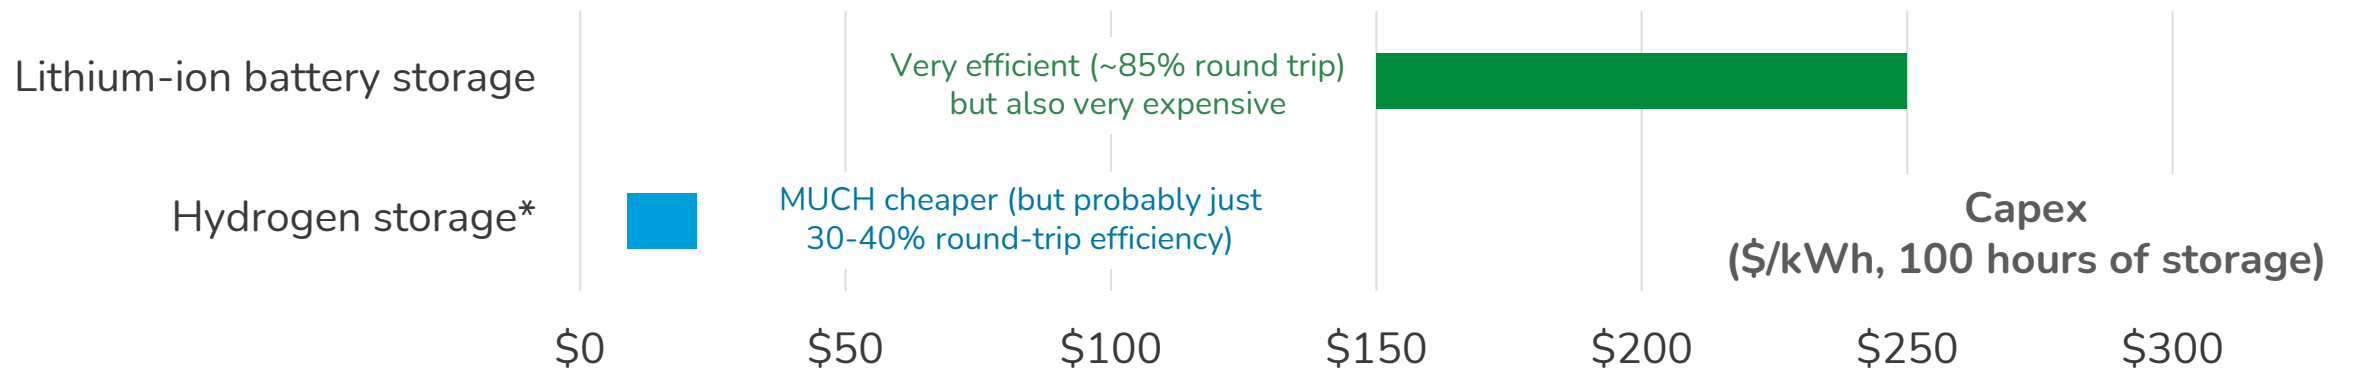 Lithium-ion battery storage
Very efficient (~85% round trip)
but also very expensive
Hydrogen storage*
MUCH cheaper (but probably just
30-40% round-trip efficiency)
Capex
($/kWh, 100 hours of storage)
$0 $50 $100 $150 $200 $250 $300